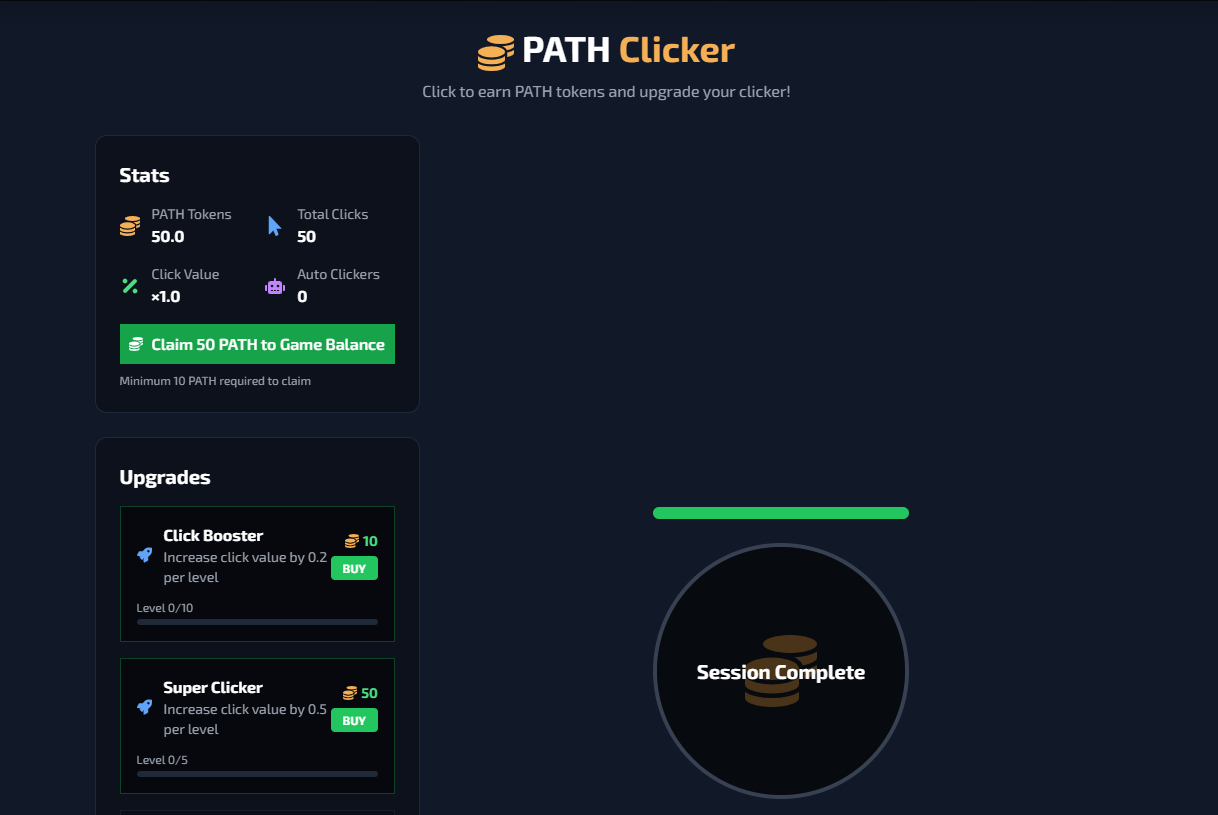 PATH Clicker
Click to earn PATH tokens and upgrade your clicker!
Stats
PATH Tokens
50.0
Total Clicks
50
Click Value
×1.0
Auto Clickers
0
Claim 50 PATH to Game Balance
Minimum 10 PATH required to claim
Upgrades
Click Booster
10
Increase click value by 0.2
per level
BUY
Level 0/10
Super Clicker
50
Increase click value by 0.5
per level
BUY
Level 0/5
Session Complete